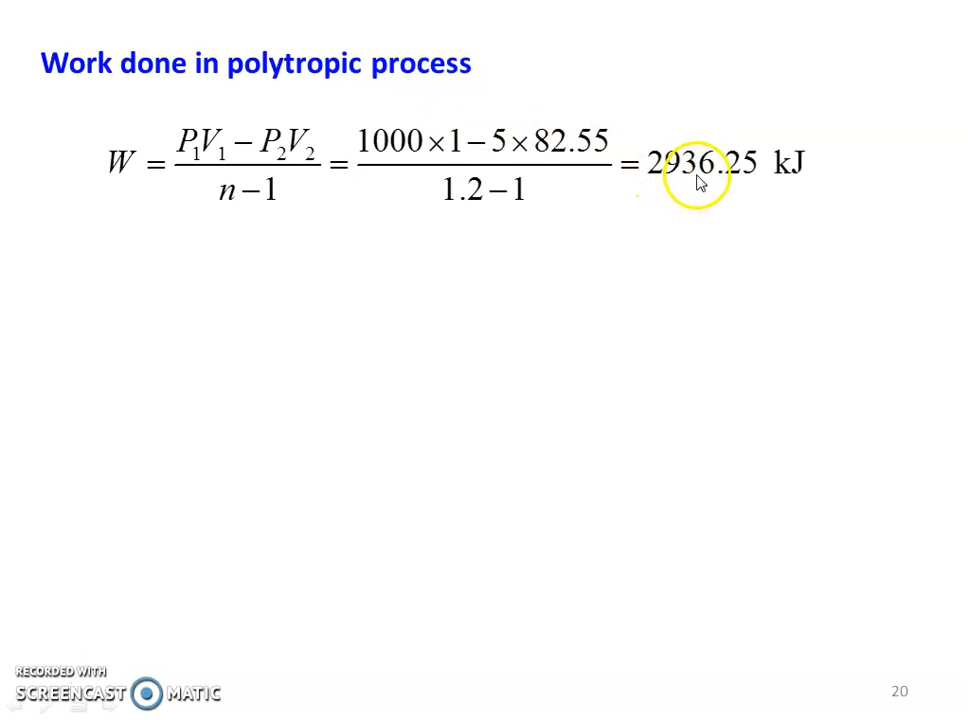 Work done in polytropic process
W = (P₁V₁ − P₂V₂)/(n − 1) = (1000 × 1 − 5 × 82.55)/(1.2 − 1) = 2936.25 kJ
RECORDED WITH
SCREENCAST MATIC
20